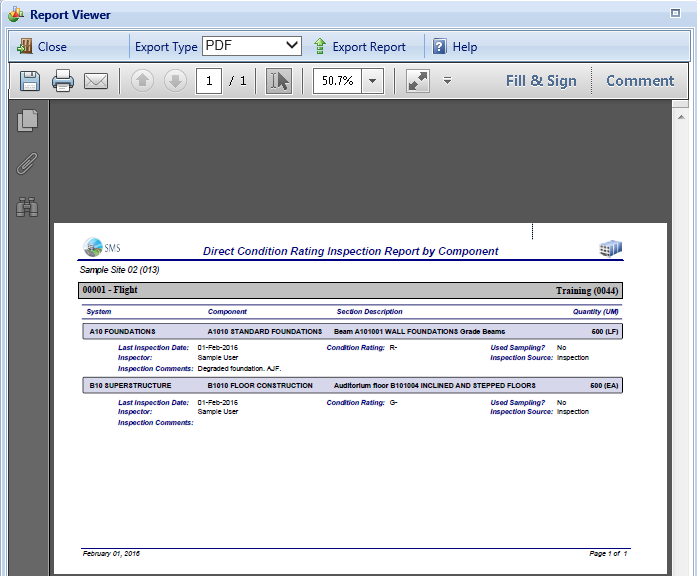 Report Viewer
Close Export Type PDF Export Report Help
1 / 1 50.7% Fill & Sign Comment
SMS Direct Condition Rating Inspection Report by Component
Sample Site 02 (013)
00001 - Flight Training (0044)
System Component Section Description Quantity (UM)
A10 FOUNDATIONS A1010 STANDARD FOUNDATIONS Beam A101001 WALL FOUNDATIONS Grade Beams 500 (LF)
Last Inspection Date: 01-Feb-2016 Condition Rating: R- Used Sampling? No
Inspector: Sample User Inspection Source: Inspection
Inspection Comments: Degraded foundation. AJF.
B10 SUPERSTRUCTURE B1010 FLOOR CONSTRUCTION Auditorium floor B101004 INCLINED AND STEPPED FLOORS 500 (EA)
Last Inspection Date: 01-Feb-2016 Condition Rating: G- Used Sampling? No
Inspector: Sample User Inspection Source: Inspection
Inspection Comments:
February 01, 2016 Page 1 of 1